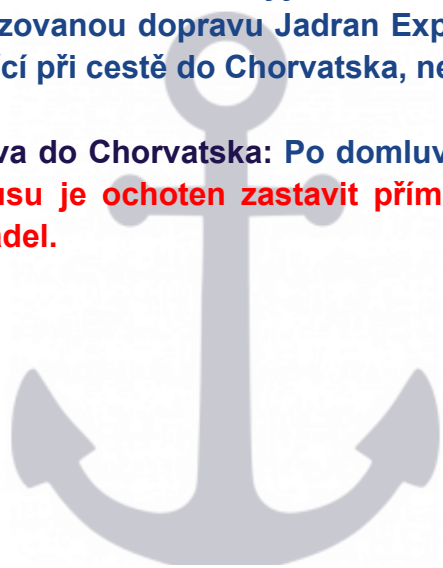 zovanou dopravu Jadran Exp
cí při cestě do Chorvatska, ne
va do Chorvatska: Po domluv
usu je ochoten zastavit přím
adel.